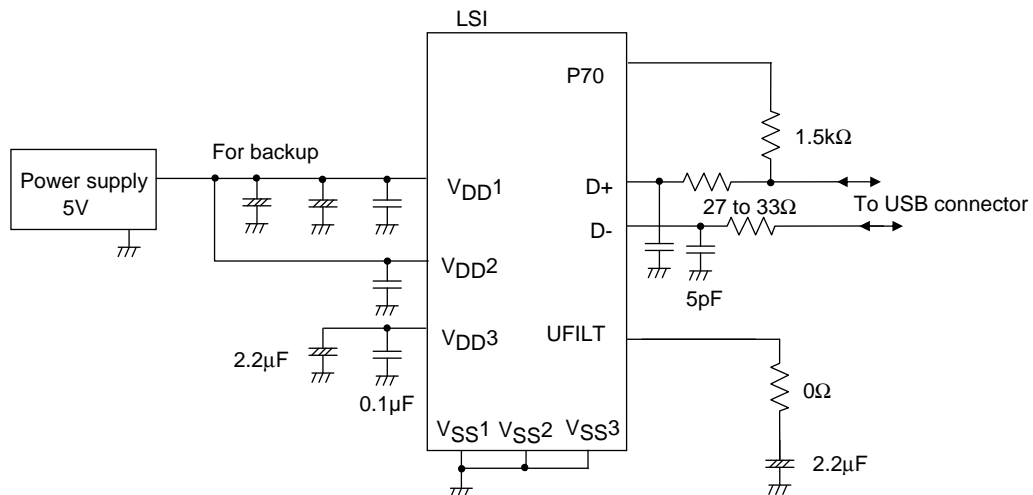 LSI
P70
1.5kΩ
For backup
Power supply
5V
VDD1
D+
27 to 33Ω
To USB connector
D-
VDD2
5pF
VDD3
UFILT
2.2µF
0.1µF
0Ω
VSS1 VSS2 VSS3
2.2µF